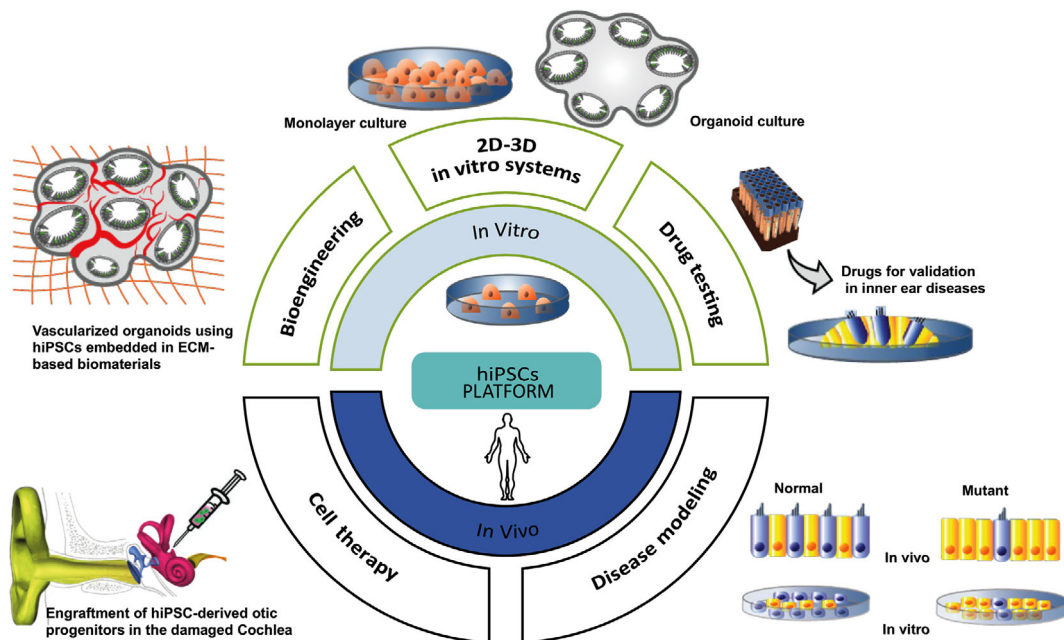 Monolayer culture
Organoid culture
2D-3D
in vitro systems
Bioengineering
Drug testing
In Vitro
Drugs for validation
in inner ear diseases
Vascularized organoids using
hiPSCs embedded in ECM-
based biomaterials
hiPSCs
PLATFORM
In Vivo
Cell therapy
Disease modeling
Normal
Mutant
In vivo
In vitro
Engraftment of hiPSC-derived otic
progenitors in the damaged Cochlea